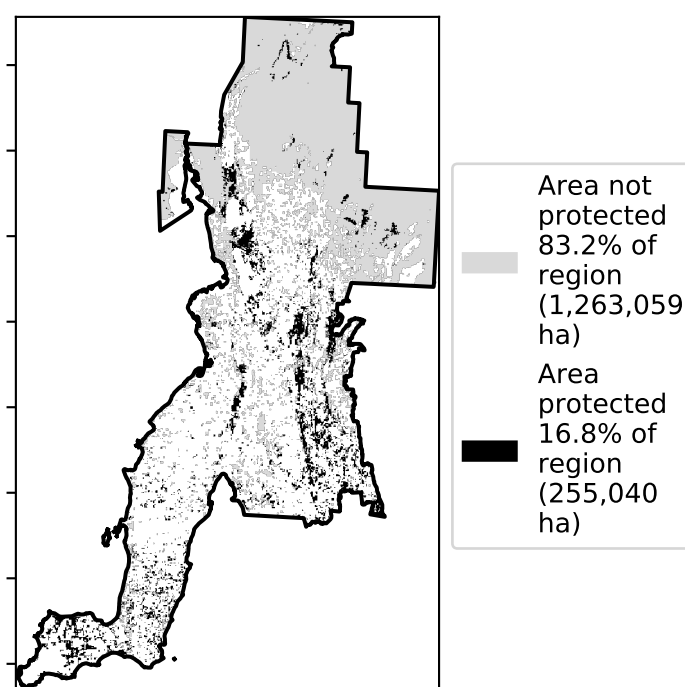 Area not
protected
83.2% of
region
(1,263,059
ha)
Area
protected
16.8% of
region
(255,040
ha)